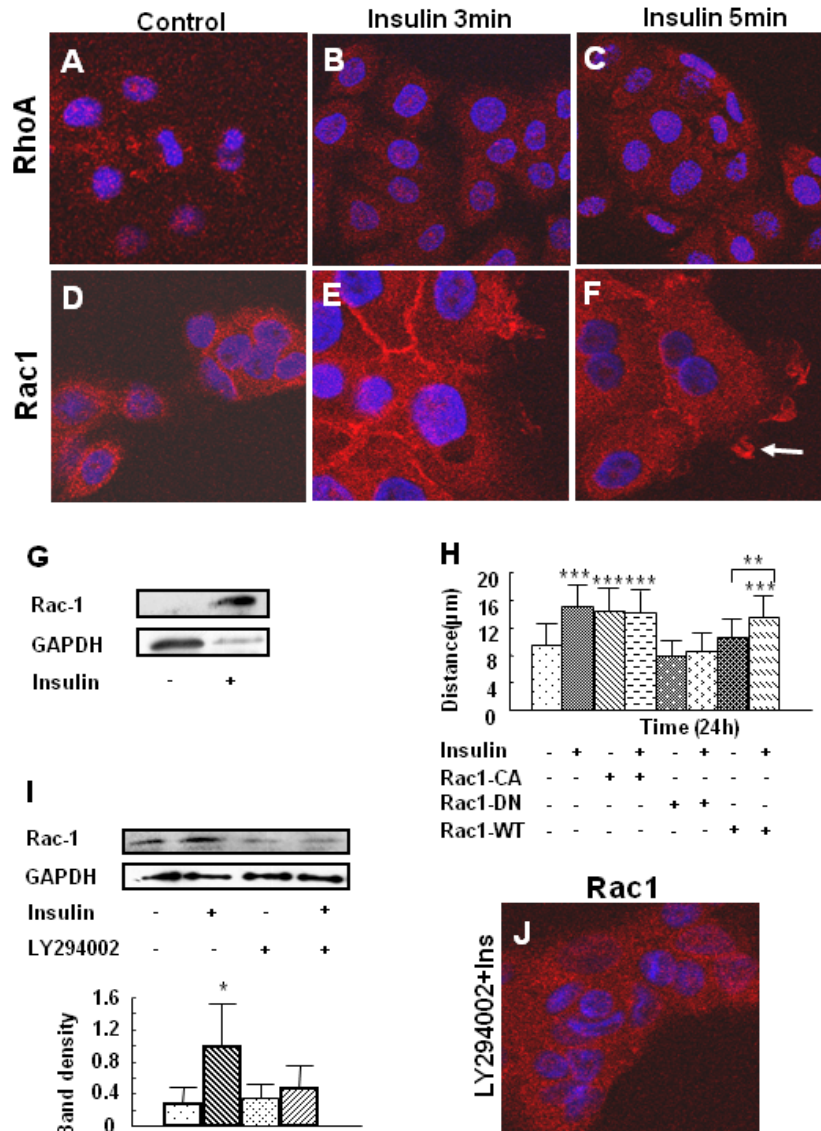 Control Insulin 3min Insulin 5min
RhoA
A B C
Rac1
D E F
G
Rac-1
GAPDH
Insulin - +
H
Distance(µm)
20
16
12
8
4
0
*** *** *** ** ***
Time (24h)
Insulin - + - + - + - +
Rac1-CA - - + + - - - -
Rac1-DN - - - - + + - -
Rac1-WT - - - - - - + +
I
Rac-1
GAPDH
Insulin - + - +
LY294002 - - + +
Band density
1.6
1.2
0.8
0.4
0
*
Rac1
LY294002+Ins
J